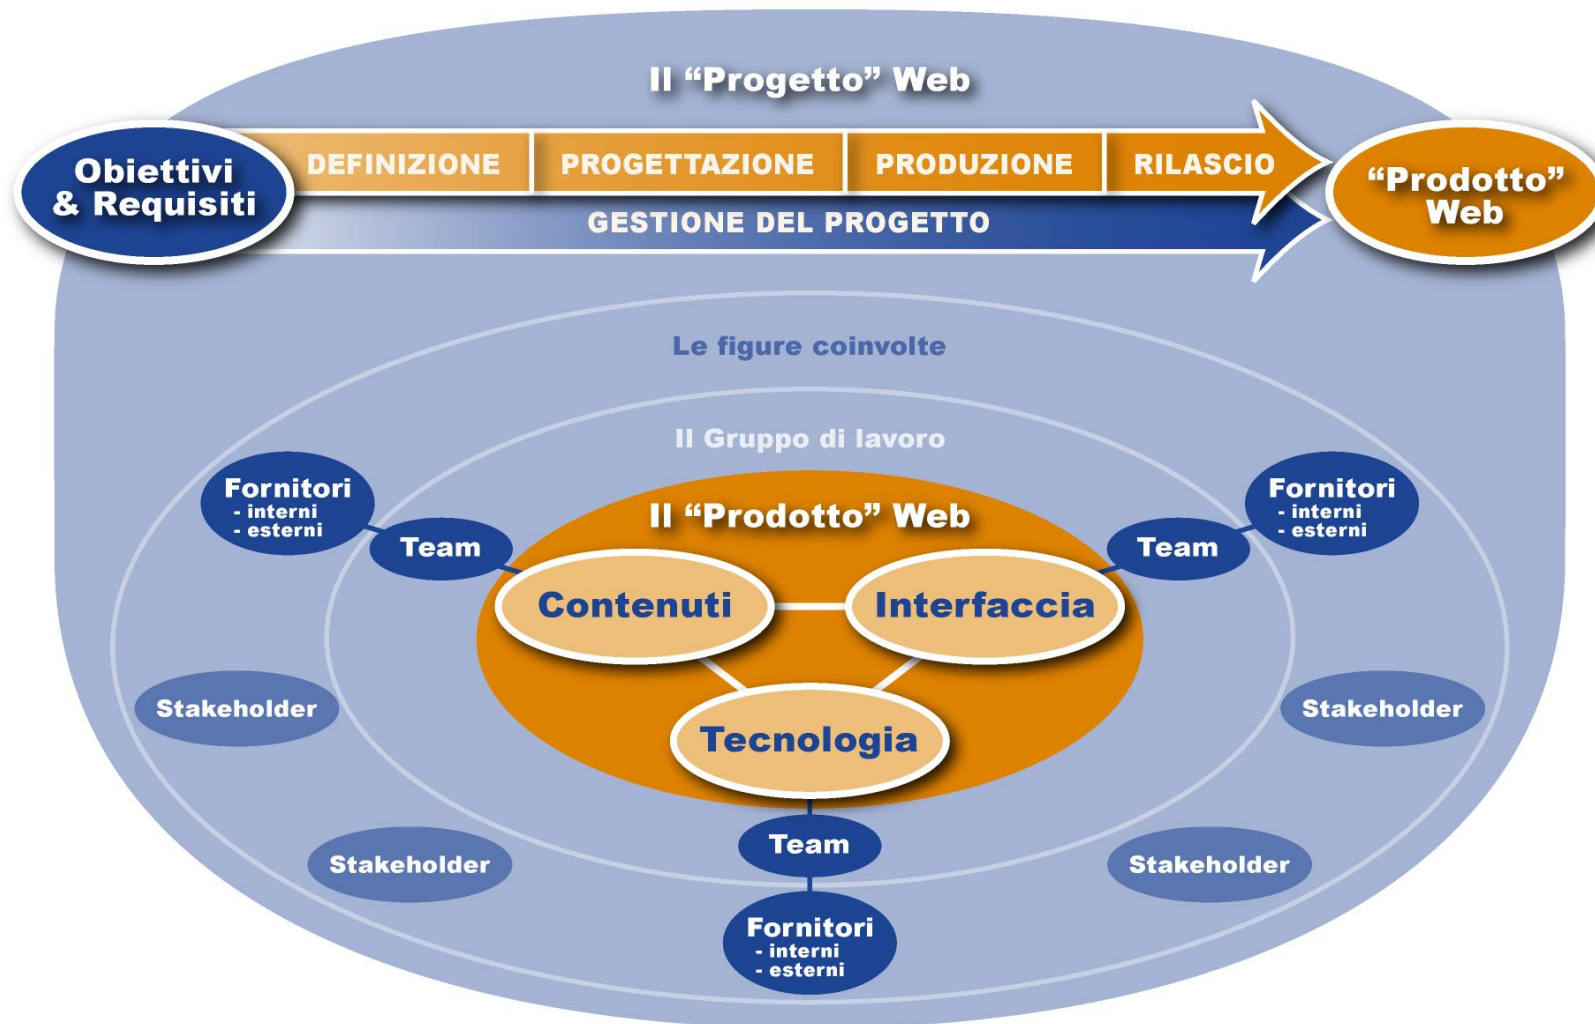 Il “Progetto” Web
Obiettivi
& Requisiti
DEFINIZIONE
PROGETTAZIONE
PRODUZIONE
RILASCIO
“Prodotto”
Web
GESTIONE DEL PROGETTO
Le figure coinvolte
Il Gruppo di lavoro
Fornitori
- interni
- esterni
Team
Il “Prodotto” Web
Team
Fornitori
- interni
- esterni
Contenuti
Interfaccia
Stakeholder
Tecnologia
Stakeholder
Stakeholder
Team
Stakeholder
Fornitori
- interni
- esterni